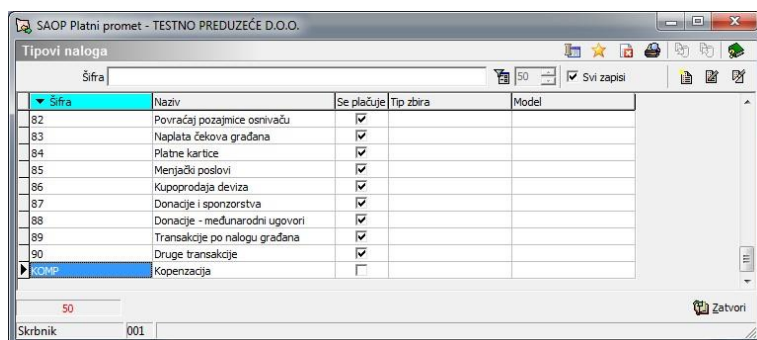 SAOP Platni promet - TESTNO PREDUZEĆE D.O.O.
Tipovi naloga
Šifra 50 Svi zapisi
Šifra Naziv Se plačuje Tip zbira Model
82 Povraćaj pozajmice osnivaču
83 Naplata čekova građana
84 Platne kartice
85 Menjački poslovi
86 Kupoprodaja deviza
87 Donacije i sponzorstva
88 Donacije - međunarodni ugovori
89 Transakcije po nalogu građana
90 Druge transakcije
KOMP Kopenzacija
50 Zatvori
Skrbnik 001